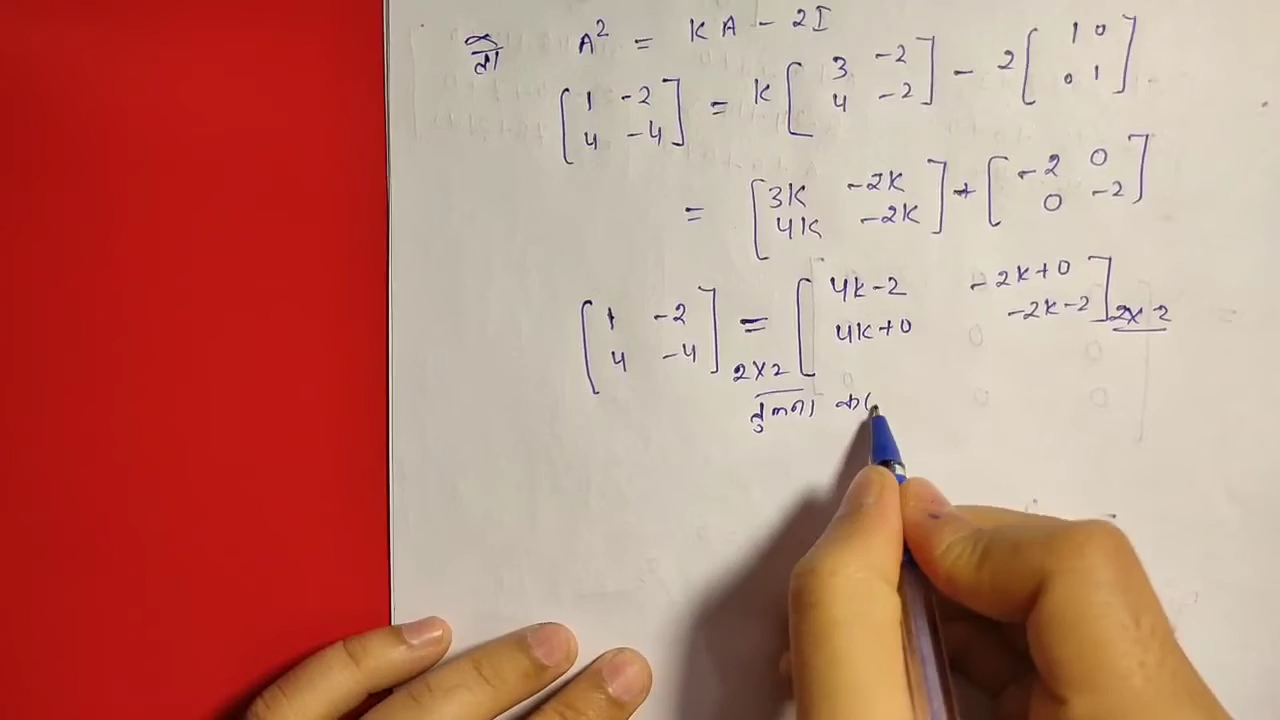 A² = KA - 2I
[1 -2 4 -4] = K [3 -2 4 -2] - 2 [1 0 0 1]
= [3K -2K 4K -2K] + [-2 0 0 -2]
[1 -2 4 -4] 2×2 = [4K-2 -2K+0 4K+0 -2K-2] 2×2